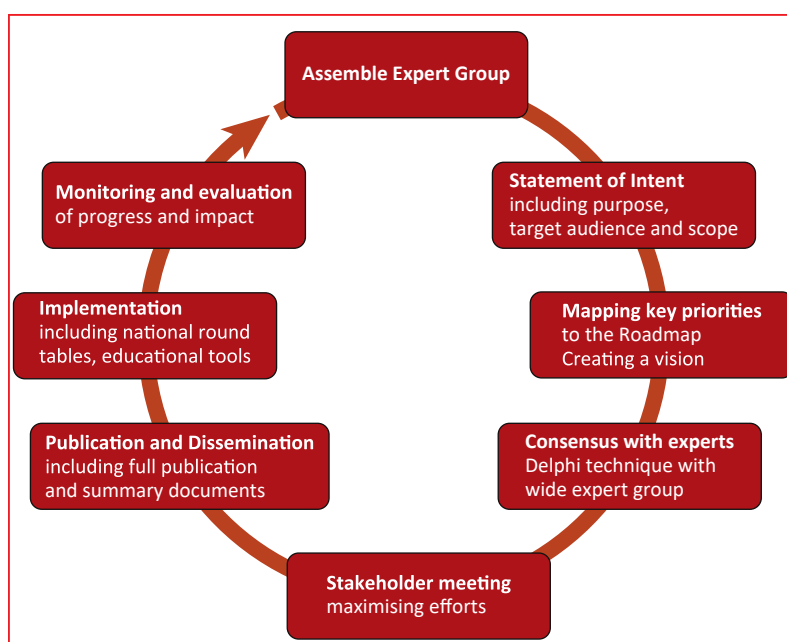 Assemble Expert Group
Statement of Intent
including purpose,
target audience and scope
Mapping key priorities
to the Roadmap
Creating a vision
Consensus with experts
Delphi technique with
wide expert group
Stakeholder meeting
maximising efforts
Publication and Dissemination
including full publication
and summary documents
Implementation
including national round
tables, educational tools
Monitoring and evaluation
of progress and impact